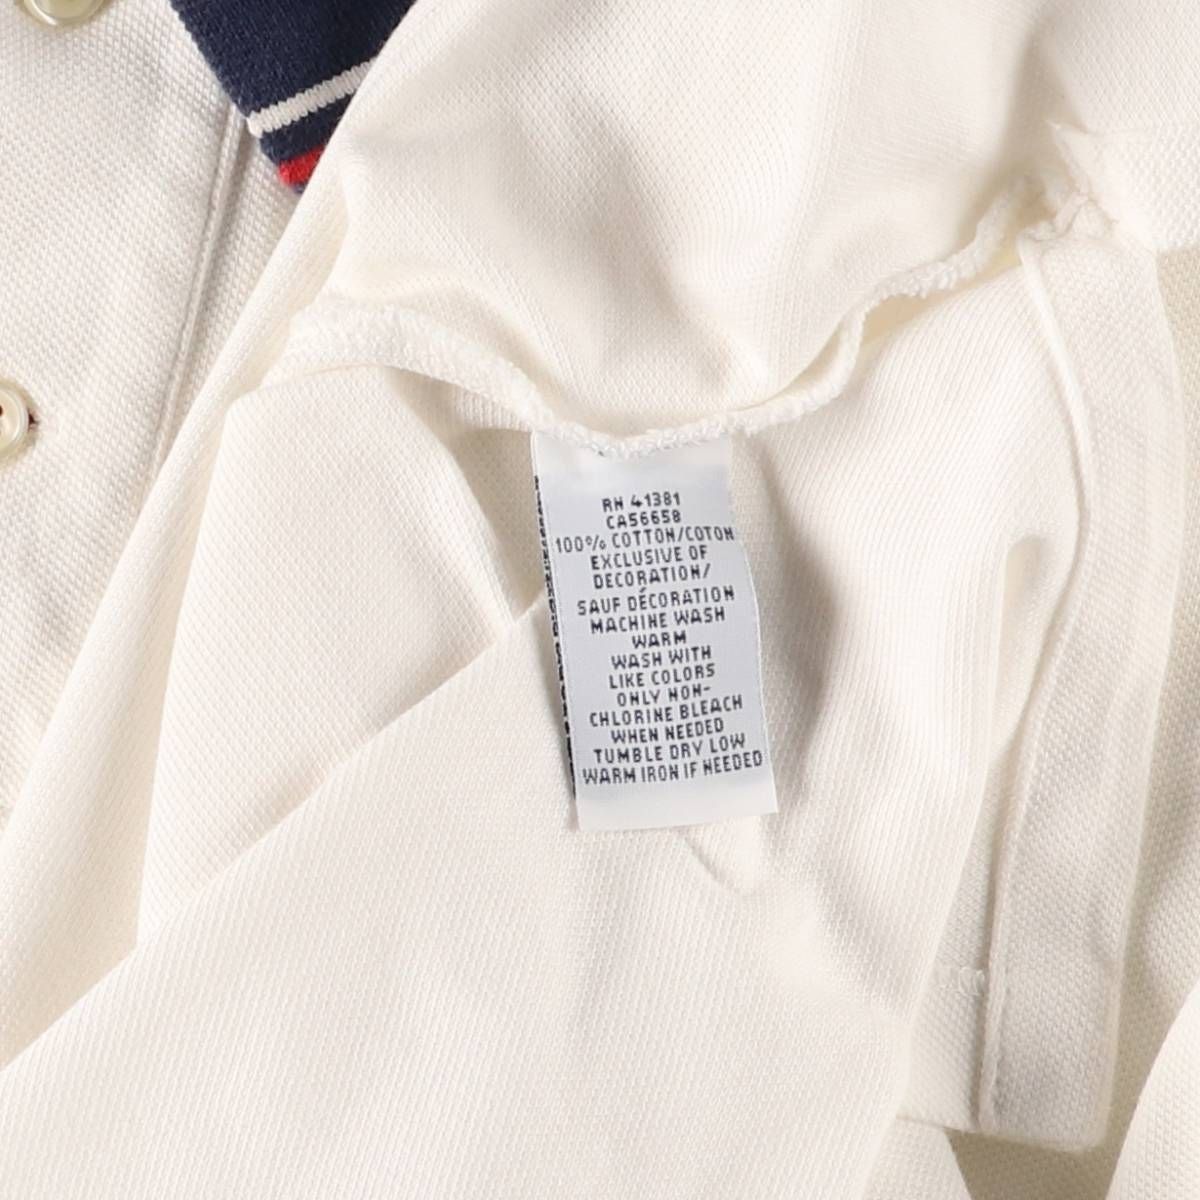 RN 41381
CA56658
100% COTTON/COTON
EXCLUSIVE OF
DECORATION/
SAUF DÉCORATION
MACHINE WASH
WARM
WASH WITH
LIKE COLORS
ONLY NON-
CHLORINE BLEACH
WHEN NEEDED
TUMBLE DRY LOW
WARM IRON IF NEEDED